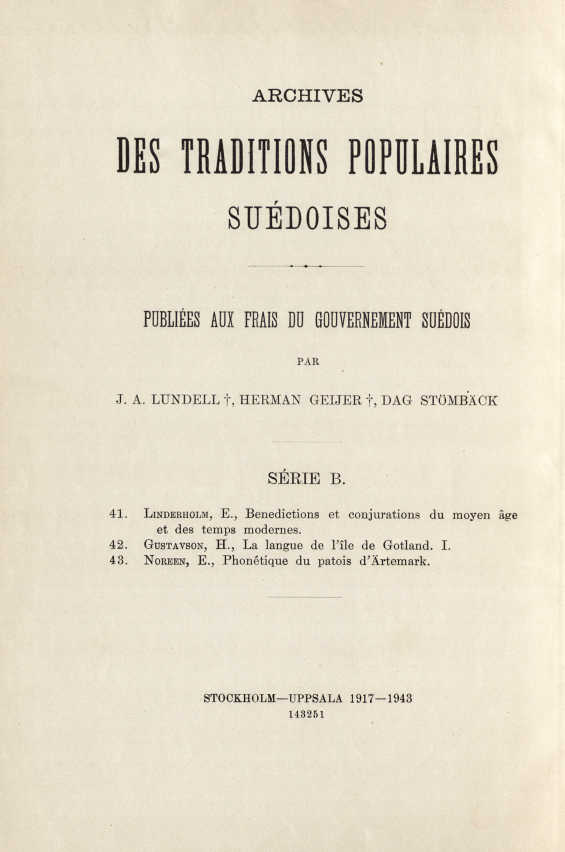 ARCHIVES
DES TRADITIONS POPULAIRES
SUÉDOISES
PUBLIÉES AUX FRAIS DU GOUVERNEMENT SUÉDOIS
PAR
J. A. LUNDELL †, HERMAN GEIJER †, DAG STÖMBÄCK
SÉRIE B.
41. LINDERHOLM, E., Benedictions et conjurations du moyen âge
et des temps modernes.
42. GUSTAVSON, H., La langue de l'île de Gotland. I.
43. NOREEN, E., Phonétique du patois d'Ärtemark.
STOCKHOLM—UPPSALA 1917—1943
143251